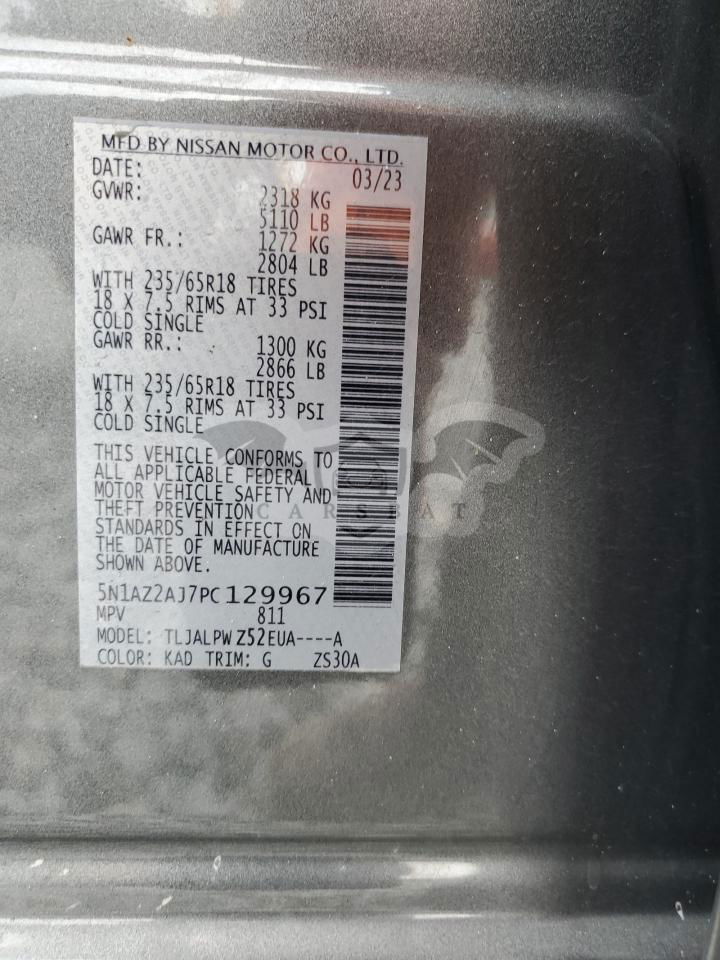 MFD BY NISSAN MOTOR CO., LTD.
DATE: 03/23
GVWR: 2318 KG
5110 LB
GAWR FR.: 1272 KG
2804 LB
WITH 235/65R18 TIRES
18 X 7.5 RIMS AT 33 PSI
COLD SINGLE
GAWR RR.: 1300 KG
2866 LB
WITH 235/65R18 TIRES
18 X 7.5 RIMS AT 33 PSI
COLD SINGLE
THIS VEHICLE CONFORMS TO
ALL APPLICABLE FEDERAL
MOTOR VEHICLE SAFETY AND
THEFT PREVENTION
STANDARDS IN EFFECT ON
THE DATE OF MANUFACTURE
SHOWN ABOVE.
5N1AZ2AJ7PC129967
MPV 811
MODEL: TLJALPWZ52EUA----A
COLOR: KAD TRIM: G ZS30A
CARSBAT